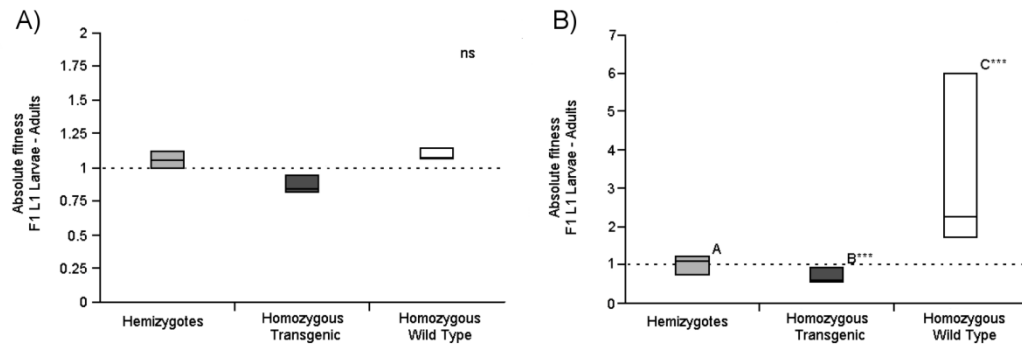 A)
Absolute fitness
F1 L1 Larvae - Adults
2
1.75
1.5
1.25
1
0.75
0.5
0.25
0
ns
Hemizygotes
Homozygous
Transgenic
Homozygous
Wild Type
B)
Absolute fitness
F1 L1 Larvae - Adults
7
6
5
4
3
2
1
0
A
B***
C***
Hemizygotes
Homozygous
Transgenic
Homozygous
Wild Type